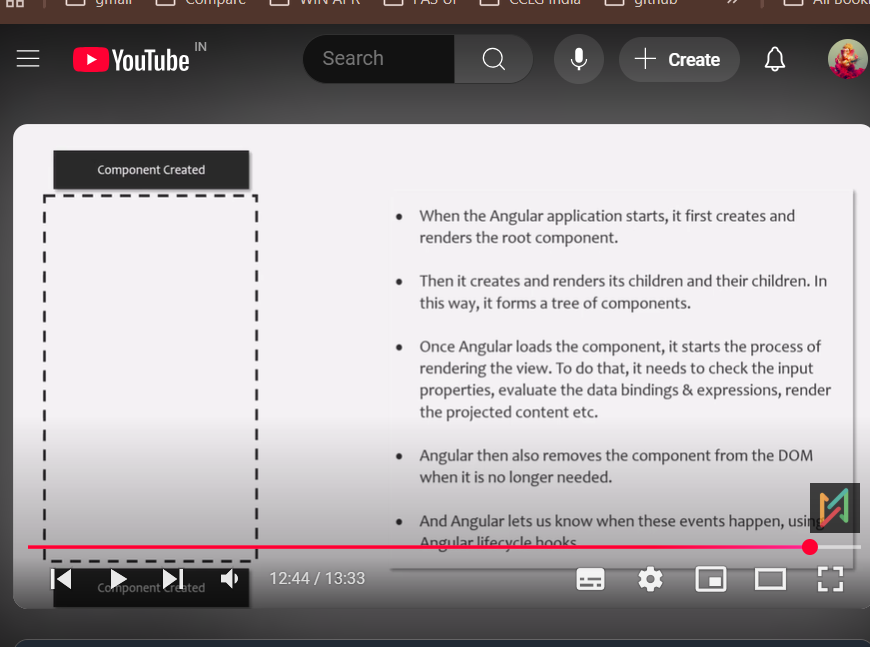 gmail
Compare
CCLG India
github
All Book
YouTube IN
Search
Create
Component Created
• When the Angular application starts, it first creates and
renders the root component.
• Then it creates and renders its children and their children. In
this way, it forms a tree of components.
• Once Angular loads the component, it starts the process of
rendering the view. To do that, it needs to check the input
properties, evaluate the data bindings & expressions, render
the projected content etc.
• Angular then also removes the component from the DOM
when it is no longer needed.
• And Angular lets us know when these events happen, using
Angular lifecycle hooks
12:44 / 13:33
Component Created